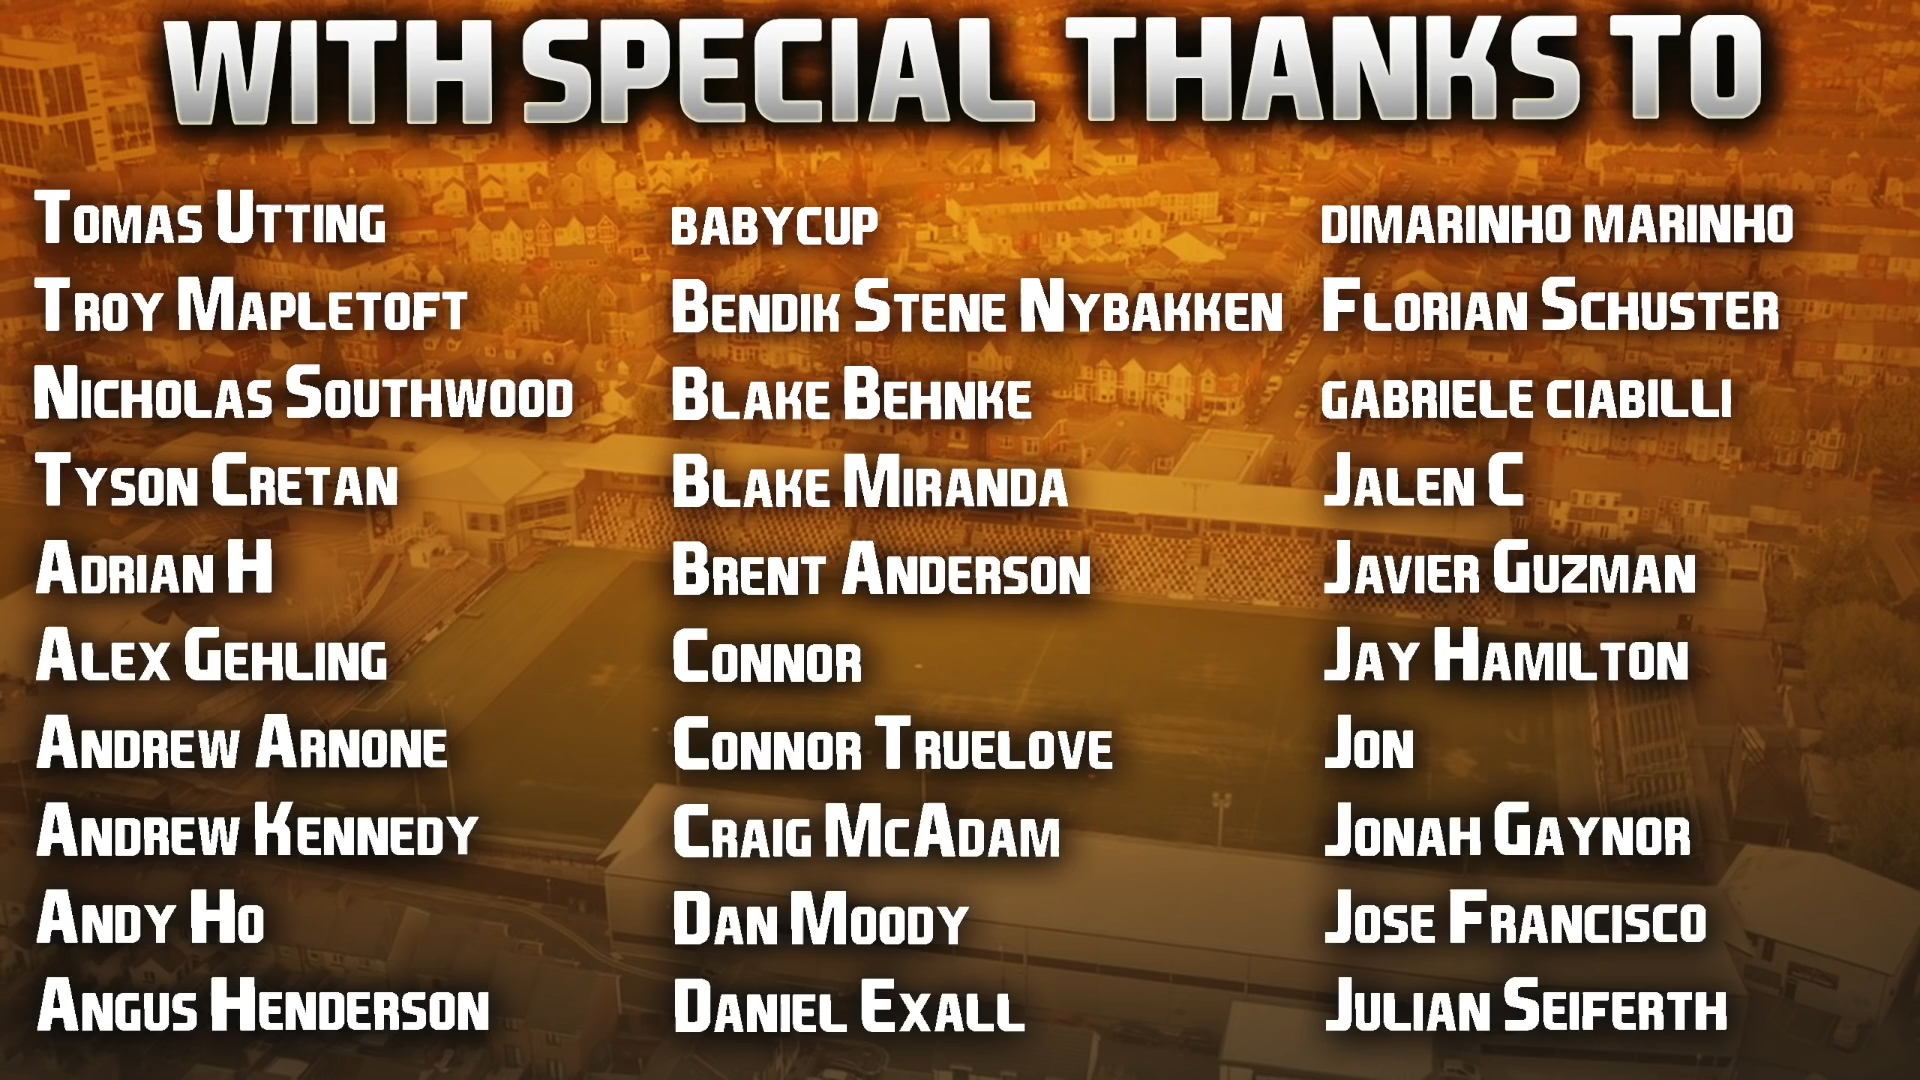 WITH SPECIAL THANKS TO
Tomas Utting
Troy Mapletoft
Nicholas Southwood
Tyson Cretan
Adrian H
Alex Gehling
Andrew Arnone
Andrew Kennedy
Andy Ho
Angus Henderson
babycup
Bendik Stene Nybakken
Blake Behnke
Blake Miranda
Brent Anderson
Connor
Connor Truelove
Craig McAdam
Dan Moody
Daniel Exall
dimarinho marinho
Florian Schuster
gabriele ciabilli
Jalen C
Javier Guzman
Jay Hamilton
Jon
Jonah Gaynor
Jose Francisco
Julian Seiferth